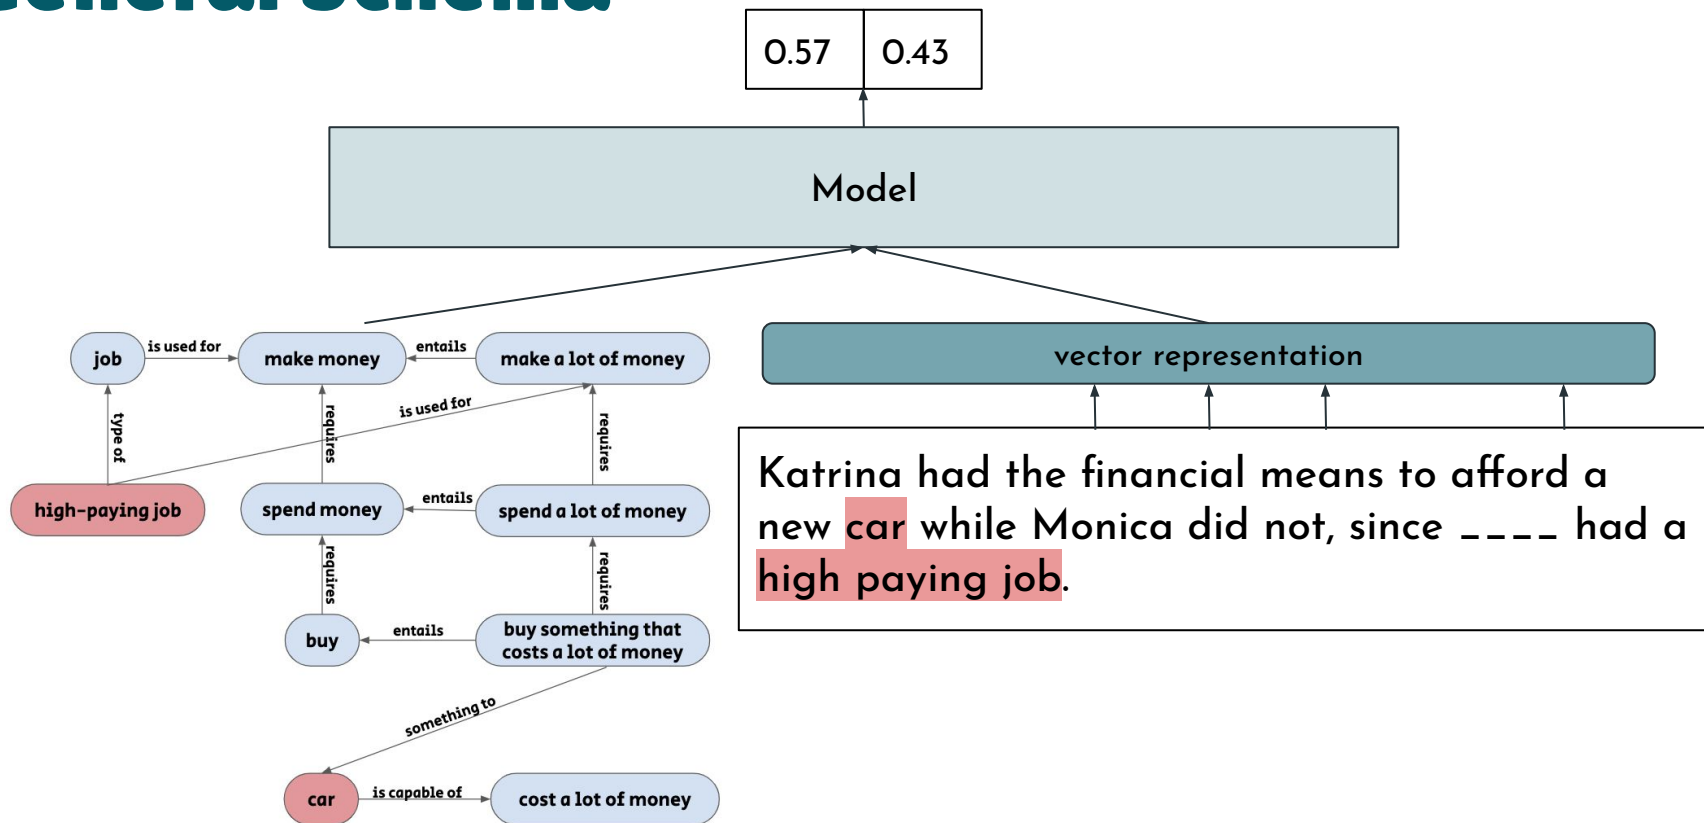 General Schema
0.57 0.43
Model
job is used for make money entails make a lot of money
type of
requires
is used for
requires
high-paying job
spend money entails spend a lot of money
requires
requires
buy entails buy something that
costs a lot of money
something to
car is capable of cost a lot of money
vector representation
Katrina had the financial means to afford a
new car while Monica did not, since ____ had a
high paying job.